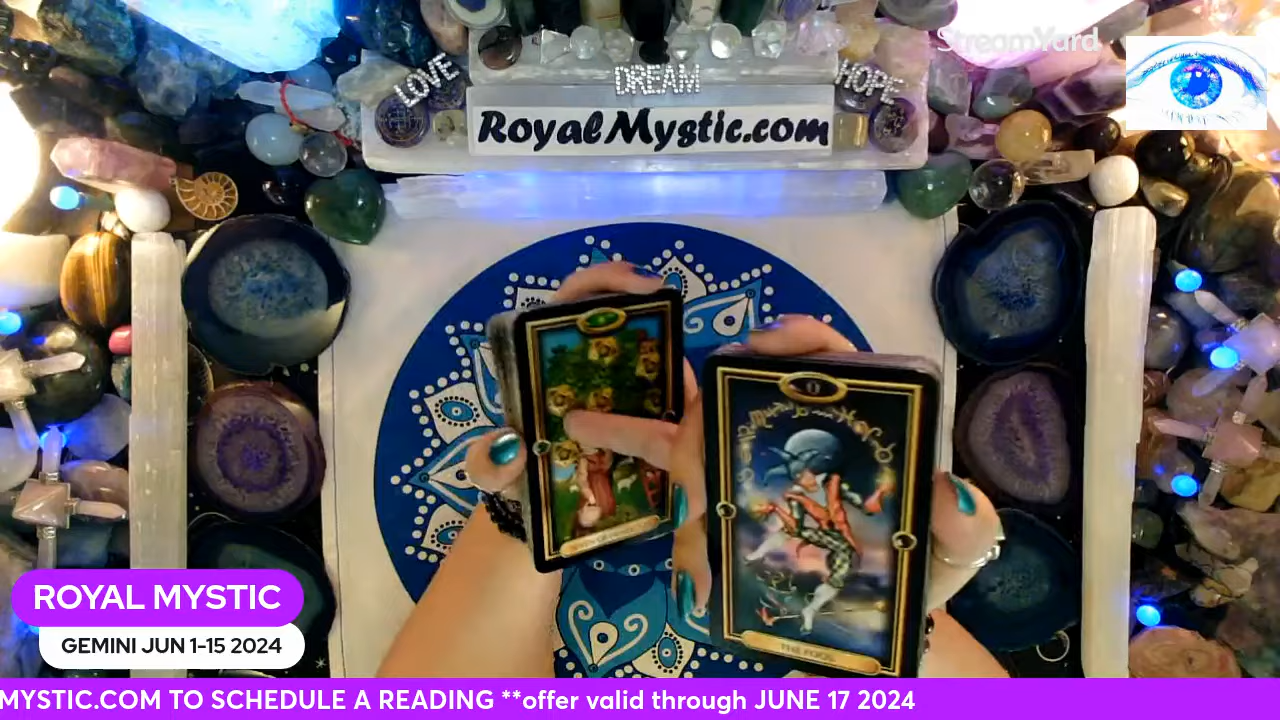 StreamYard
LOVE
DREAM
HOPE
RoyalMystic.com
0
THE FOOL
ROYAL MYSTIC
GEMINI JUN 1-15 2024
MYSTIC.COM TO SCHEDULE A READING **offer valid through JUNE 17 2024